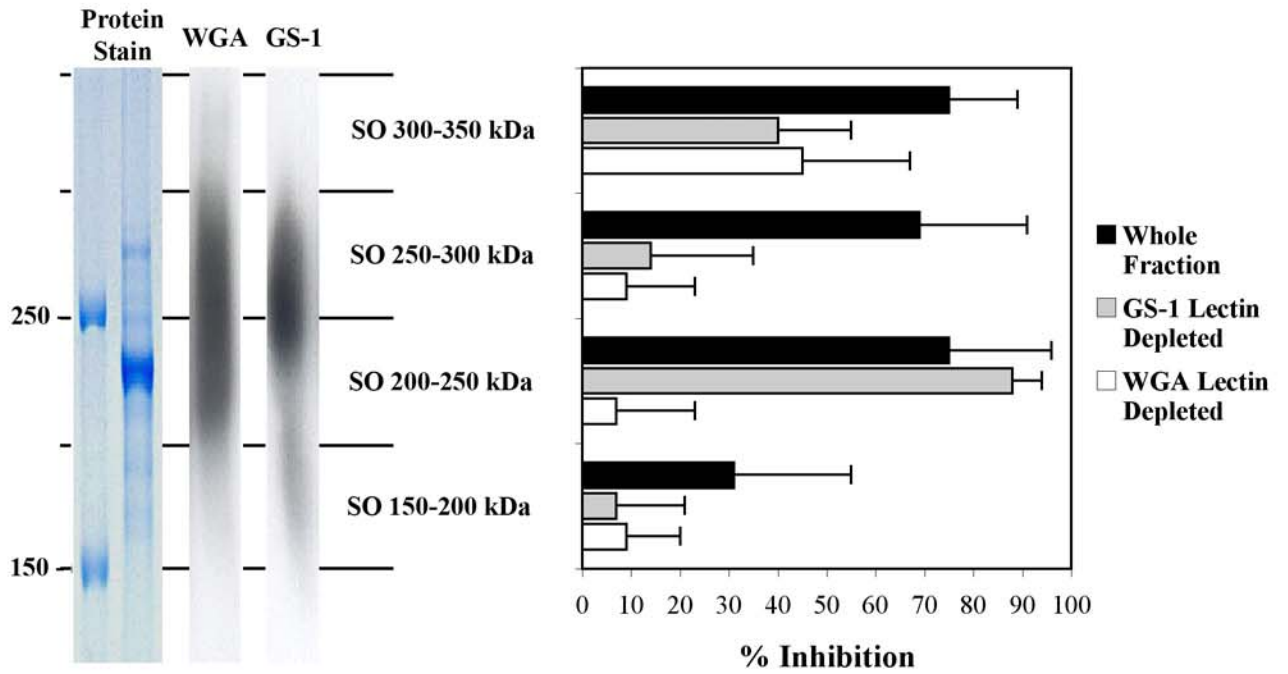 Protein
Stain
WGA
GS-1
250
150
SO 300-350 kDa
SO 250-300 kDa
SO 200-250 kDa
SO 150-200 kDa
0 10 20 30 40 50 60 70 80 90 100
% Inhibition
Whole
Fraction
GS-1 Lectin
Depleted
WGA Lectin
Depleted